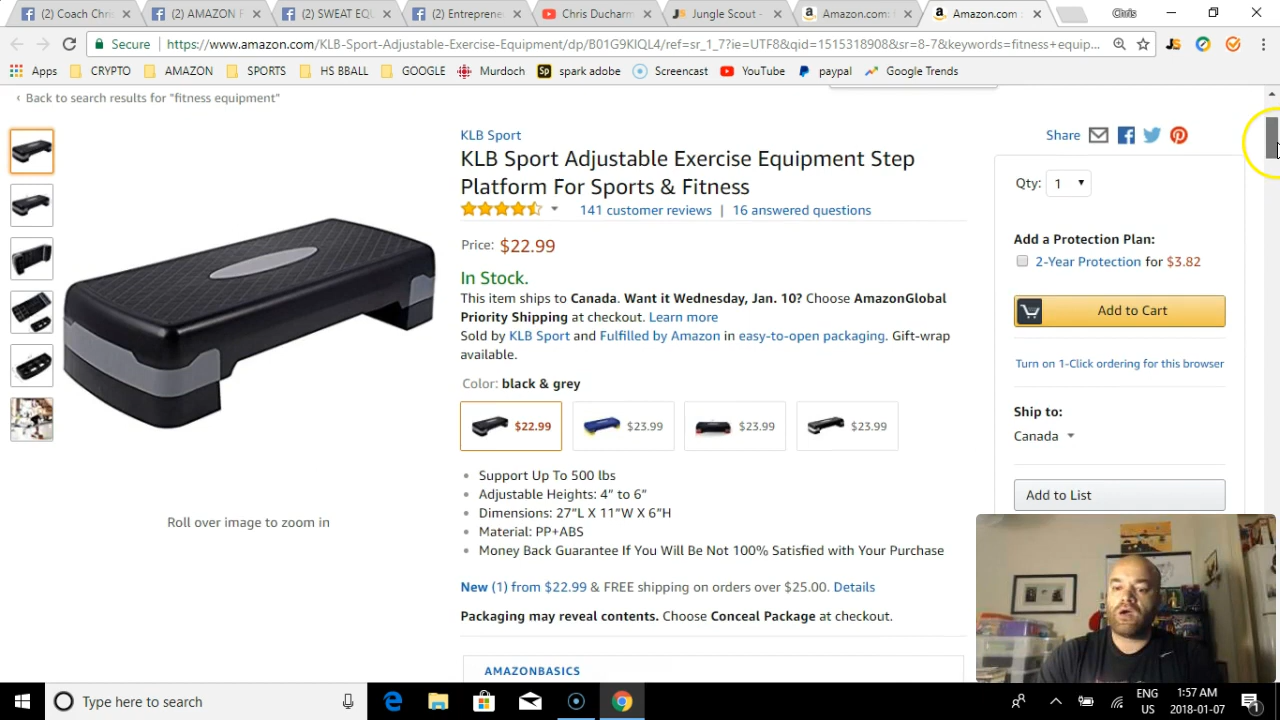 (2) Coach Chri
(2) AMAZON F
(2) SWEAT EQU
(2) Entreprene
Chris Ducharm
Jungle Scout -
Amazon.com: f
Amazon.com :
Chris
Secure
https://www.amazon.com/KLB-Sport-Adjustable-Exercise-Equipment/dp/B01G9KIQL4/ref=sr_1_7?ie=UTF8&qid=1515318908&sr=8-7&keywords=fitness+equip...
Apps
CRYPTO
AMAZON
SPORTS
HS BBALL
GOOGLE
Murdoch
Sp
spark adobe
Screencast
YouTube
paypal
Google Trends
‹ Back to search results for "fitness equipment"
KLB Sport
Share
KLB Sport Adjustable Exercise Equipment Step
Platform For Sports & Fitness
141 customer reviews | 16 answered questions
Price: $22.99
In Stock.
This item ships to Canada. Want it Wednesday, Jan. 10? Choose AmazonGlobal
Priority Shipping at checkout. Learn more
Sold by KLB Sport and Fulfilled by Amazon in easy-to-open packaging. Gift-wrap
available.
Color: black & grey
$22.99
$23.99
$23.99
$23.99
• Support Up To 500 lbs
• Adjustable Heights: 4” to 6”
• Dimensions: 27”L X 11”W X 6”H
• Material: PP+ABS
• Money Back Guarantee If You Will Be Not 100% Satisfied with Your Purchase
New (1) from $22.99 & FREE shipping on orders over $25.00. Details
Packaging may reveal contents. Choose Conceal Package at checkout.
AMAZONBASICS
Roll over image to zoom in
Qty: 1
Add a Protection Plan:
2-Year Protection for $3.82
Add to Cart
Turn on 1-Click ordering for this browser
Ship to:
Canada
Add to List
Type here to search
ENG
US
1:57 AM
2018-01-07
1